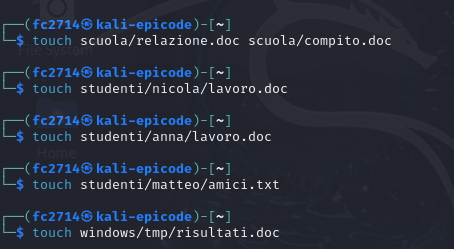 ┌──(fc2714㉿kali-epicode)-[~]
└─$ touch scuola/relazione.doc scuola/compito.doc
┌──(fc2714㉿kali-epicode)-[~]
└─$ touch studenti/nicola/lavoro.doc
┌──(fc2714㉿kali-epicode)-[~]
└─$ touch studenti/anna/lavoro.doc
┌──(fc2714㉿kali-epicode)-[~]
Home
└─$ touch studenti/matteo/amici.txt
┌──(fc2714㉿kali-epicode)-[~]
└─$ touch windows/tmp/risultati.doc